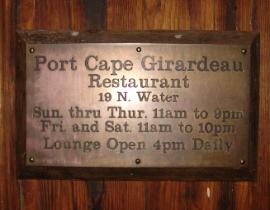 Port Cape Girardeau
Restaurant
19 N. Water
Sun. thru Thur. 11am to 9pm
Fri. and Sat. 11am to 10pm
Lounge Open 4pm Daily